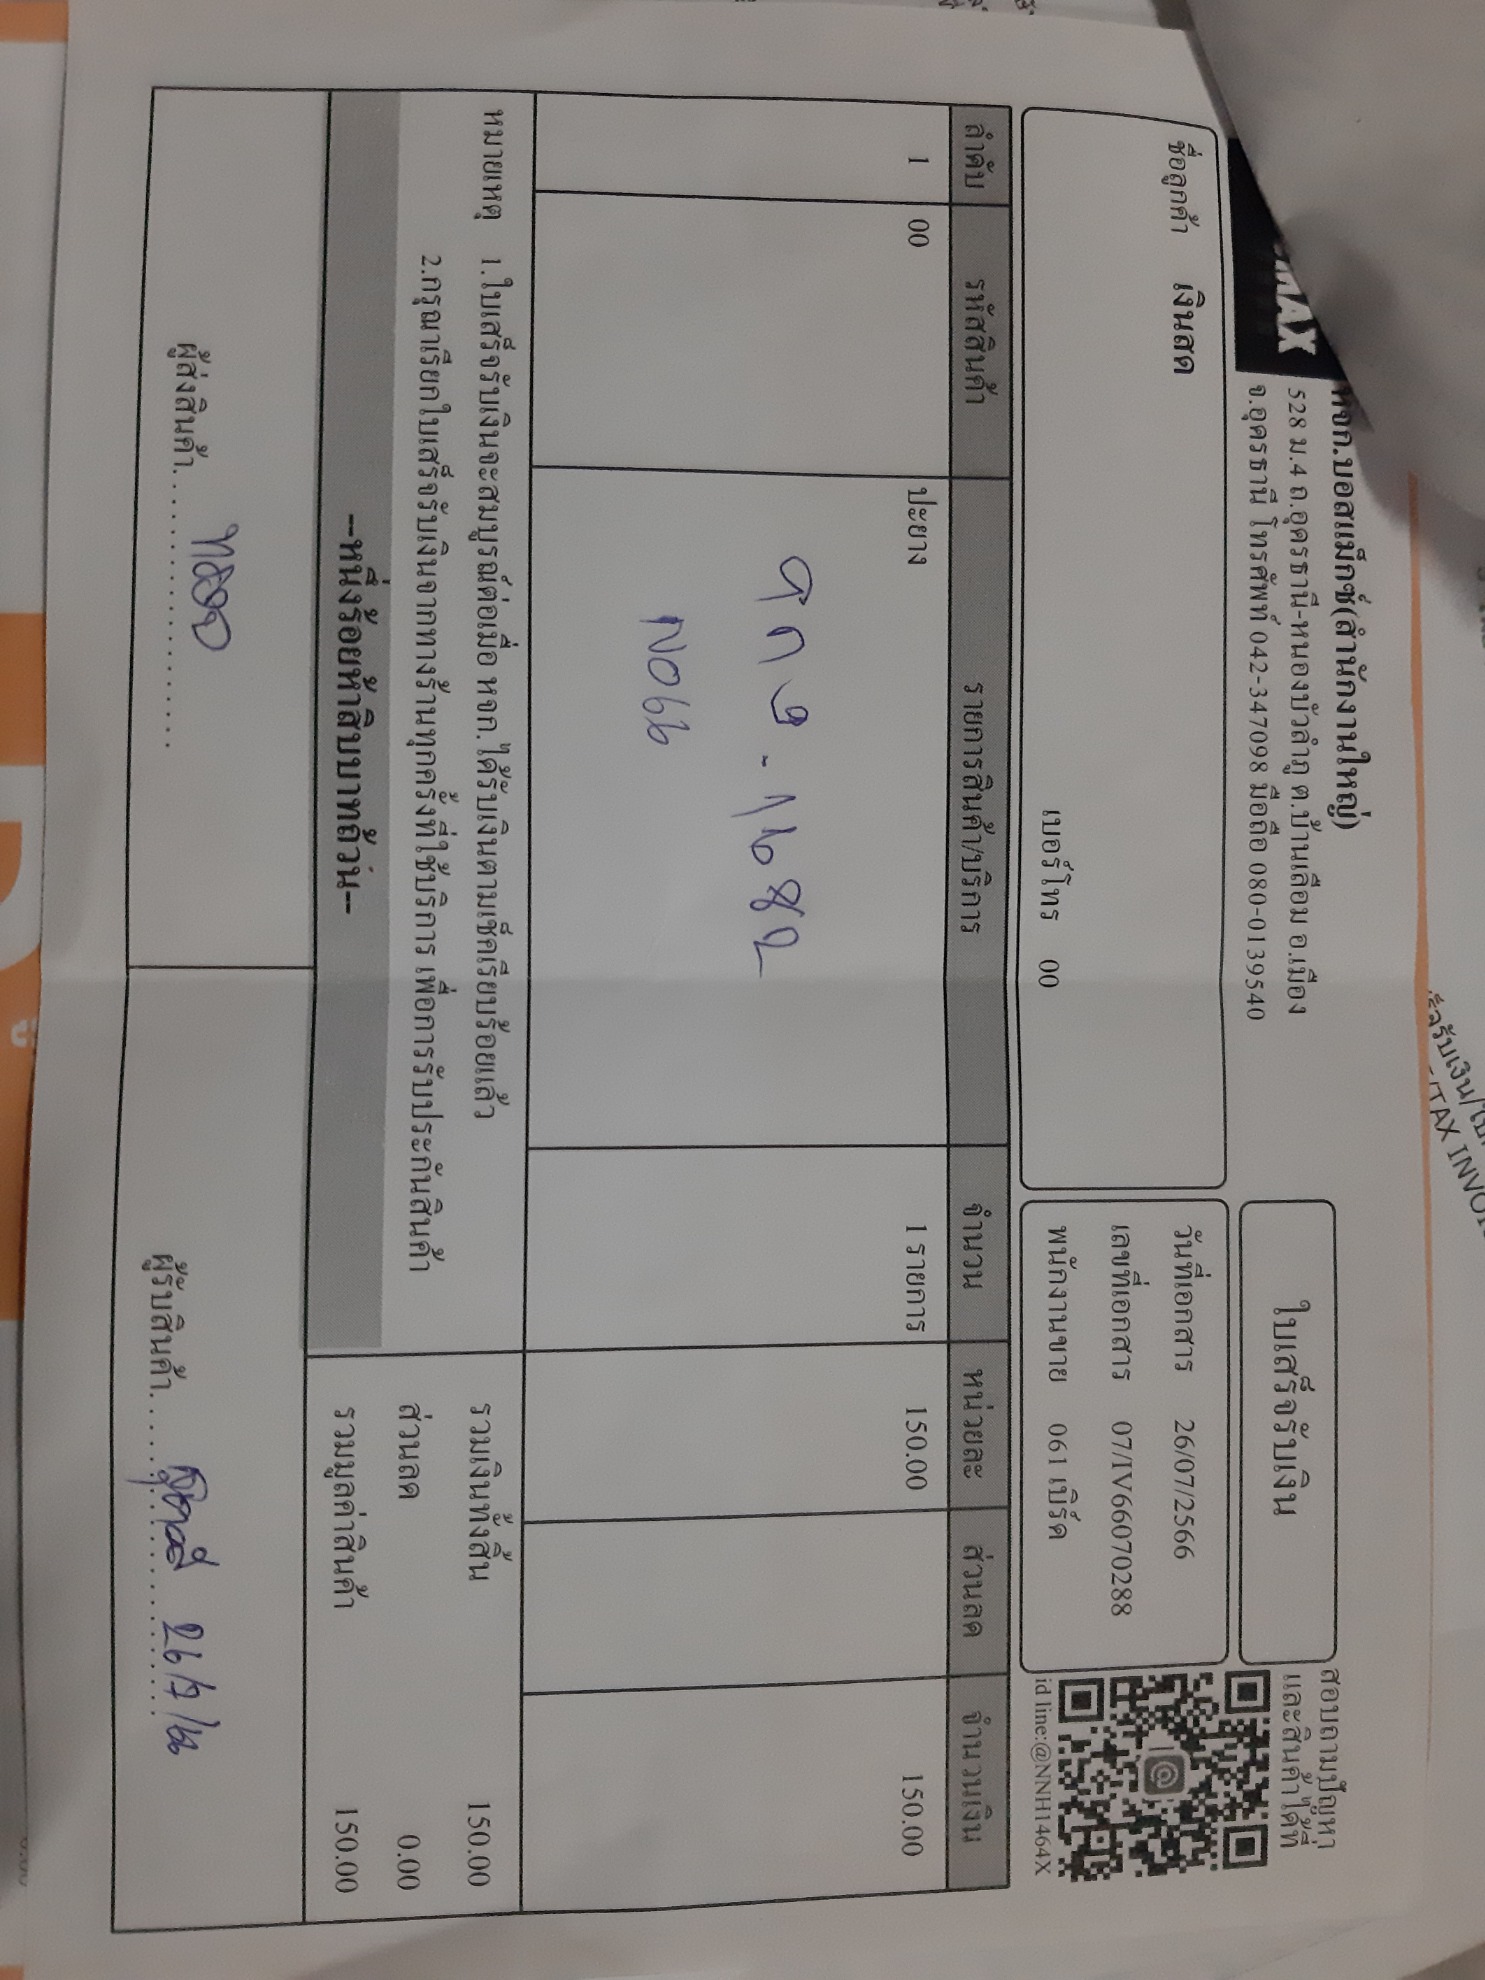 MAX
หจก.บอสแม็กซ์(สำนักงานใหญ่)
528 ม.4 ถ.อุดรธานี-หนองบัวลำภู ต.บ้านเลื่อม อ.เมือง
จ.อุดรธานี โทรศัพท์ 042-347098 มือถือ 080-0139540
ใบเสร็จรับเงิน
สอบถามปัญหา
และสินค้าได้ที่
id line:@NNH1464X
ชื่อลูกค้า เงินสด
เบอร์โทร 00
วันที่เอกสาร 26/07/2566
เลขที่เอกสาร 07/IV66070288
พนักงานขาย 061 เบิร์ด
ลำดับ รหัสสินค้า รายการสินค้า/บริการ จำนวน หน่วยละ ส่วนลด จำนวนเงิน
1 00 ปะยาง 1 รายการ 150.00 150.00
1682
N066
หมายเหตุ 1.ใบเสร็จรับเงินจะสมบูรณ์ต่อเมื่อ หจก. ได้รับเงินตามเช็คเรียบร้อยแล้ว
2.กรุณาเรียกใบเสร็จรับเงินจากทางร้านทุกครั้งที่ใช้บริการ เพื่อการรับประกันสินค้า
--หนึ่งร้อยห้าสิบบาทถ้วน--
รวมเงินทั้งสิ้น 150.00
ส่วนลด 0.00
รวมมูลค่าสินค้า 150.00
ผู้ส่งสินค้า
ผู้รับสินค้า 26/7/66
/TAX INVOI